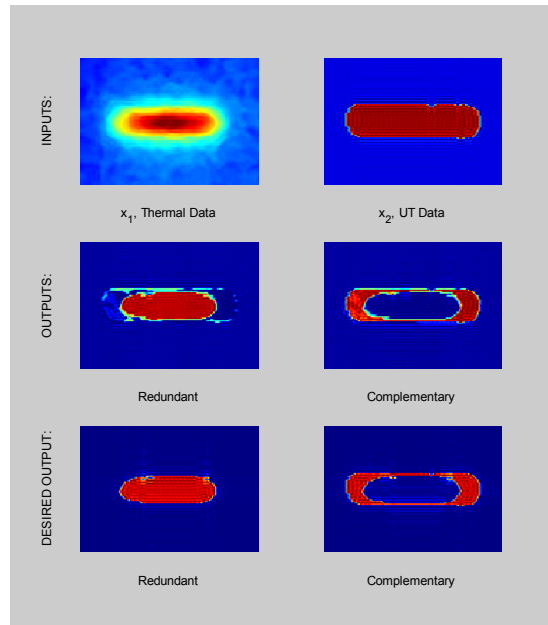 INPUTS:
x1, Thermal Data
x2, UT Data
OUTPUTS:
Redundant
Complementary
DESIRED OUTPUT:
Redundant
Complementary